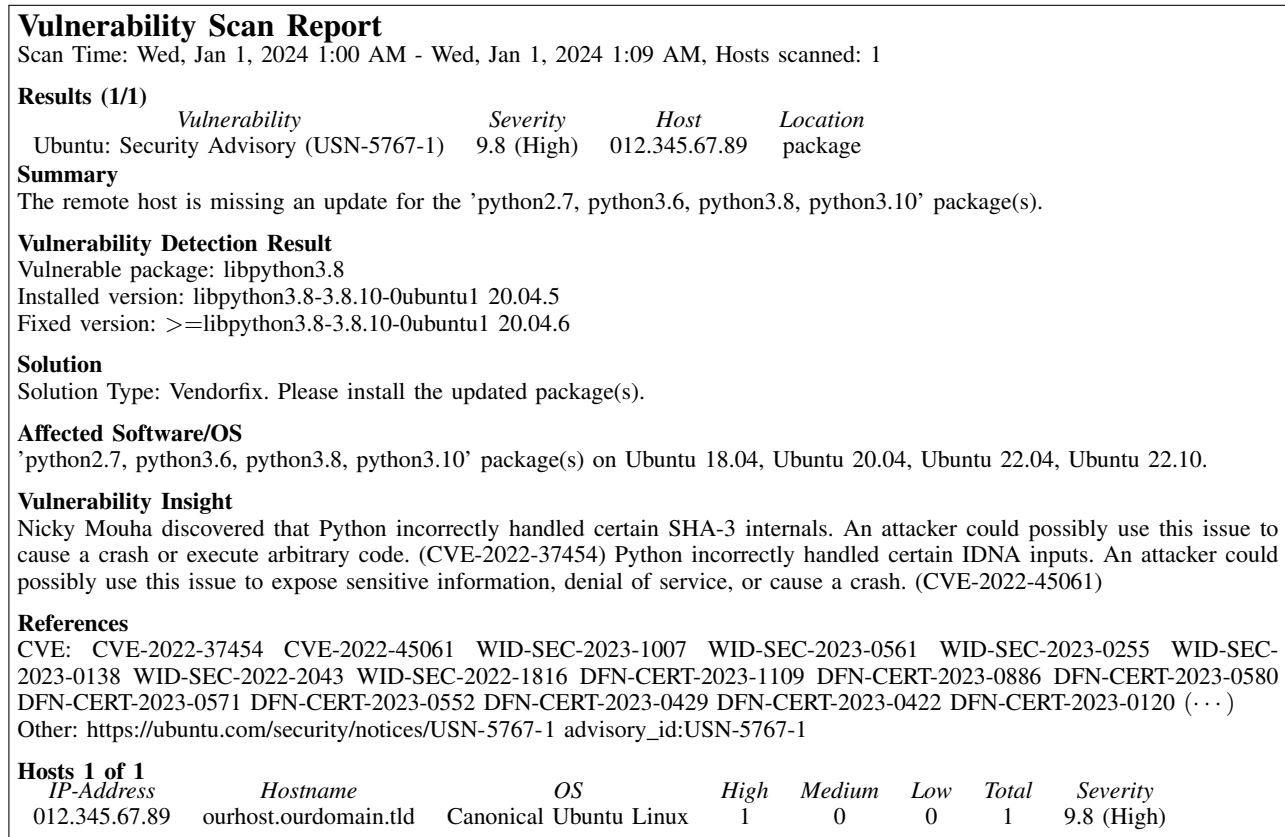 Vulnerability Scan Report
Scan Time: Wed, Jan 1, 2024 1:00 AM - Wed, Jan 1, 2024 1:09 AM, Hosts scanned: 1
Results (1/1)
Vulnerability Severity Host Location
Ubuntu: Security Advisory (USN-5767-1) 9.8 (High) 012.345.67.89 package
Summary
The remote host is missing an update for the ’python2.7, python3.6, python3.8, python3.10’ package(s).
Vulnerability Detection Result
Vulnerable package: libpython3.8
Installed version: libpython3.8-3.8.10-0ubuntu1 20.04.5
Fixed version: >=libpython3.8-3.8.10-0ubuntu1 20.04.6
Solution
Solution Type: Vendorfix. Please install the updated package(s).
Affected Software/OS
’python2.7, python3.6, python3.8, python3.10’ package(s) on Ubuntu 18.04, Ubuntu 20.04, Ubuntu 22.04, Ubuntu 22.10.
Vulnerability Insight
Nicky Mouha discovered that Python incorrectly handled certain SHA-3 internals. An attacker could possibly use this issue to
cause a crash or execute arbitrary code. (CVE-2022-37454) Python incorrectly handled certain IDNA inputs. An attacker could
possibly use this issue to expose sensitive information, denial of service, or cause a crash. (CVE-2022-45061)
References
CVE: CVE-2022-37454 CVE-2022-45061 WID-SEC-2023-1007 WID-SEC-2023-0561 WID-SEC-2023-0255 WID-SEC-
2023-0138 WID-SEC-2022-2043 WID-SEC-2022-1816 DFN-CERT-2023-1109 DFN-CERT-2023-0886 DFN-CERT-2023-0580
DFN-CERT-2023-0571 DFN-CERT-2023-0552 DFN-CERT-2023-0429 DFN-CERT-2023-0422 DFN-CERT-2023-0120 (···)
Other: https://ubuntu.com/security/notices/USN-5767-1 advisory_id:USN-5767-1
Hosts 1 of 1
IP-Address Hostname OS High Medium Low Total Severity
012.345.67.89 ourhost.ourdomain.tld Canonical Ubuntu Linux 1 0 0 1 9.8 (High)